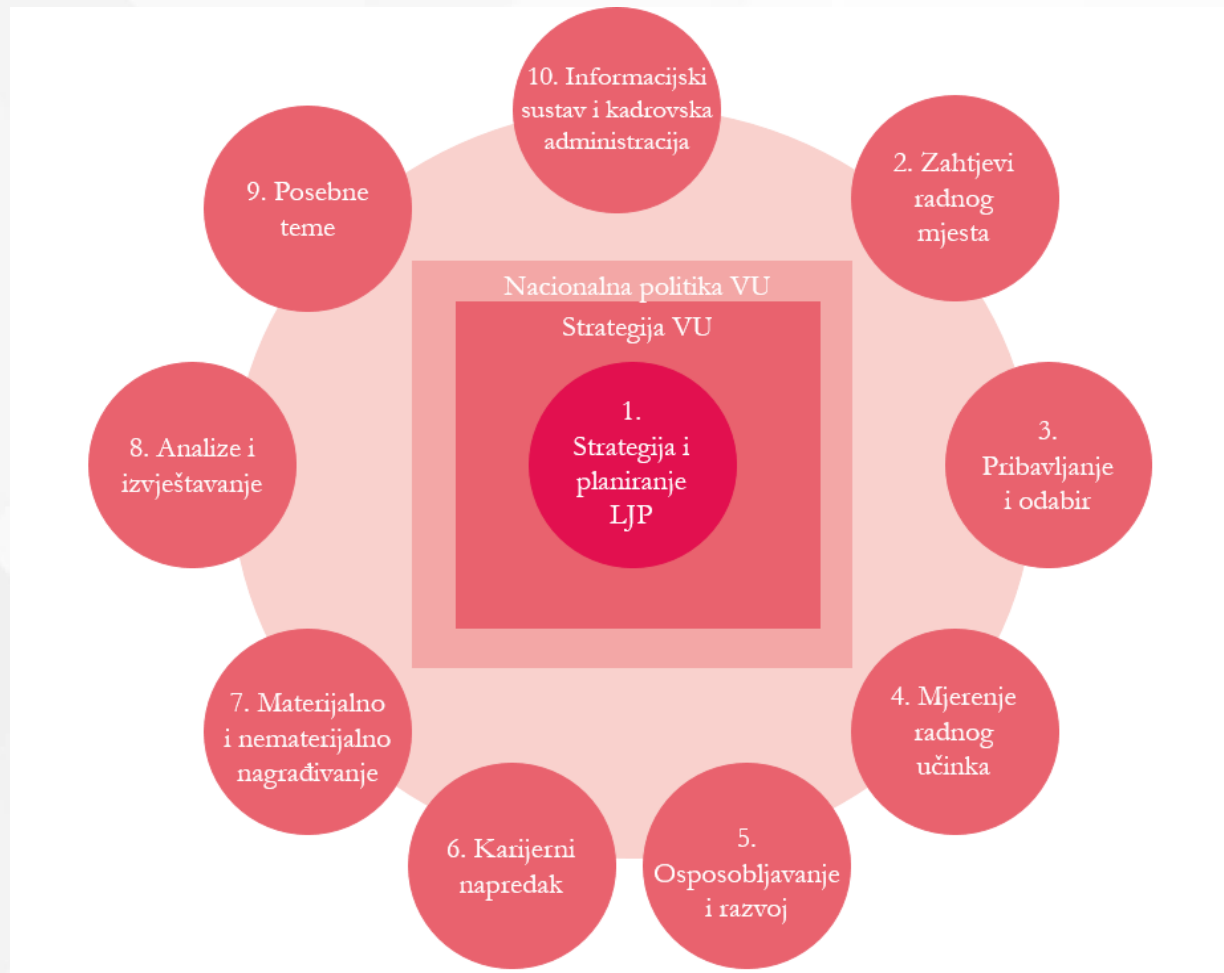 10. Informacijski
sustav i kadrovska
administracija
2. Zahtjevi
radnog
mjesta
9. Posebne
teme
Nacionalna politika VU
Strategija VU
1.
Strategija i
planiranje
LJP
3.
Pribavljanje
i odabir
8. Analize i
izvještavanje
4. Mjerenje
radnog
učinka
7. Materijalno
i nematerijalno
nagrađivanje
6. Karijerni
napredak
5.
Osposobljavanje
i razvoj